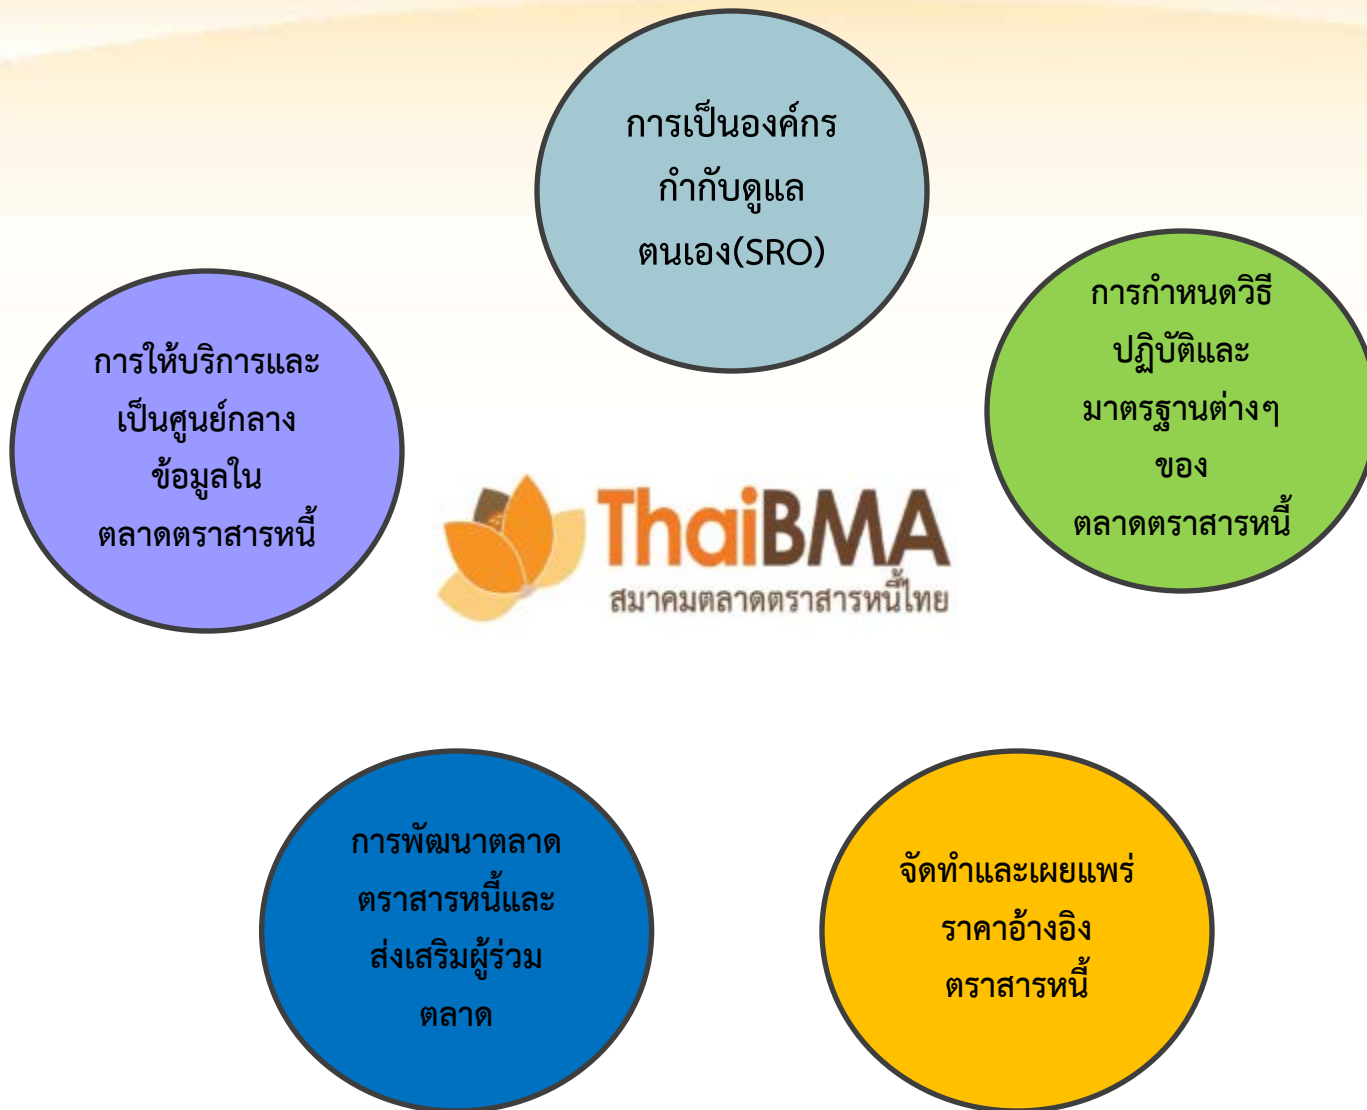 การเป็นองค์กร
กำกับดูแล
ตนเอง(SRO)
การกำหนดวิธี
ปฏิบัติและ
มาตรฐานต่างๆ
ของ
ตลาดตราสารหนี้
การให้บริการและ
เป็นศูนย์กลาง
ข้อมูลใน
ตลาดตราสารหนี้
ThaiBMA
สมาคมตลาดตราสารหนี้ไทย
การพัฒนาตลาด
ตราสารหนี้และ
ส่งเสริมผู้ร่วม
ตลาด
จัดทำและเผยแพร่
ราคาอ้างอิง
ตราสารหนี้